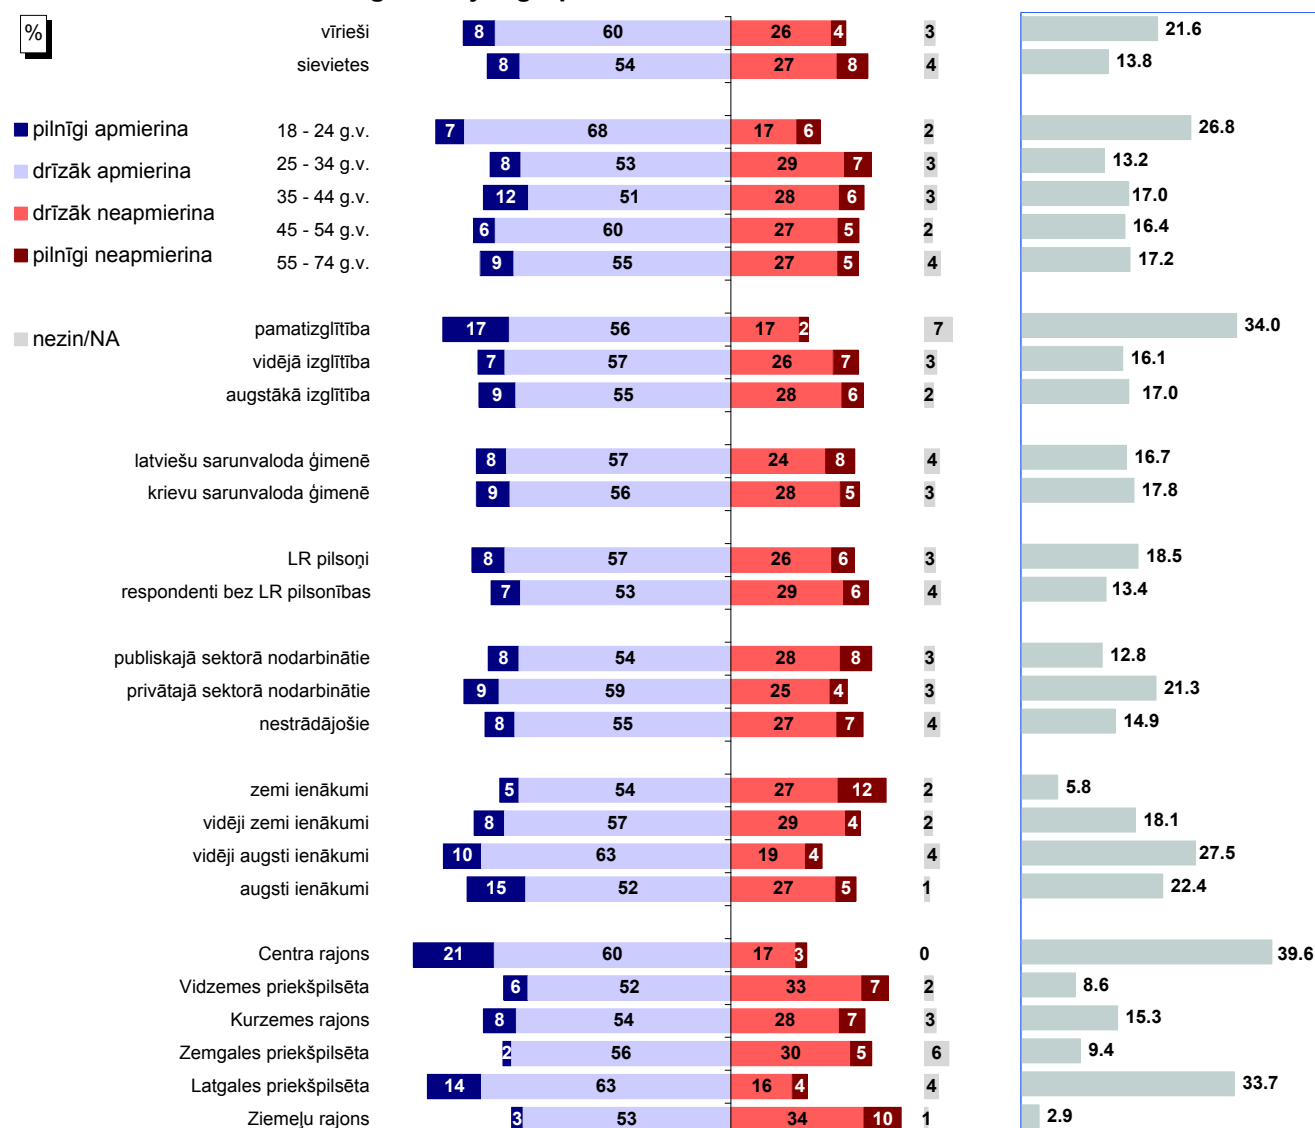 %
vīrieši 8 60 26 4 3 21.6
sievietes 8 54 27 8 4 13.8
pilnīgi apmierina
drīzāk apmierina
drīzāk neapmierina
pilnīgi neapmierina
nezin/NA
18 - 24 g.v. 7 68 17 6 2 26.8
25 - 34 g.v. 8 53 29 7 3 13.2
35 - 44 g.v. 12 51 28 6 3 17.0
45 - 54 g.v. 6 60 27 5 2 16.4
55 - 74 g.v. 9 55 27 5 4 17.2
pamatizglītība 17 56 17 2 7 34.0
vidējā izglītība 7 57 26 7 3 16.1
augstākā izglītība 9 55 28 6 2 17.0
latviešu sarunvaloda ģimenē 8 57 24 8 4 16.7
krievu sarunvaloda ģimenē 9 56 28 5 3 17.8
LR pilsoņi 8 57 26 6 3 18.5
respondenti bez LR pilsonības 7 53 29 6 4 13.4
publiskajā sektorā nodarbinātie 8 54 28 8 3 12.8
privātajā sektorā nodarbinātie 9 59 25 4 3 21.3
nestrādājošie 8 55 27 7 4 14.9
zemi ienākumi 5 54 27 12 2 5.8
vidēji zemi ienākumi 8 57 29 4 2 18.1
vidēji augsti ienākumi 10 63 19 4 4 27.5
augsti ienākumi 15 52 27 5 1 22.4
Centra rajons 21 60 17 3 0 39.6
Vidzemes priekšpilsēta 6 52 33 7 2 8.6
Kurzemes rajons 8 54 28 7 3 15.3
Zemgales priekšpilsēta 2 56 30 5 6 9.4
Latgales priekšpilsēta 14 63 16 4 4 33.7
Ziemeļu rajons 3 53 34 10 1 2.9